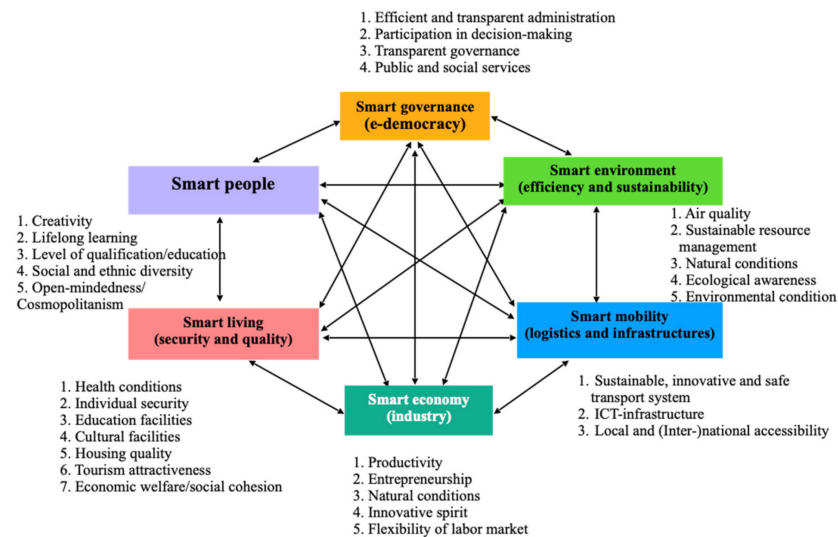 1. Efficient and transparent administration
2. Participation in decision-making
3. Transparent governance
4. Public and social services
Smart governance
(e-democracy)
Smart people
1. Creativity
2. Lifelong learning
3. Level of qualification/education
4. Social and ethnic diversity
5. Open-mindedness/
Cosmopolitanism
Smart environment
(efficiency and sustainability)
1. Air quality
2. Sustainable resource
management
3. Natural conditions
4. Ecological awareness
5. Environmental condition
Smart living
(security and quality)
1. Health conditions
2. Individual security
3. Education facilities
4. Cultural facilities
5. Housing quality
6. Tourism attractiveness
7. Economic welfare/social cohesion
Smart mobility
(logistics and infrastructures)
1. Sustainable, innovative and safe
transport system
2. ICT-infrastructure
3. Local and (Inter-)national accessibility
Smart economy
(industry)
1. Productivity
2. Entrepreneurship
3. Natural conditions
4. Innovative spirit
5. Flexibility of labor market